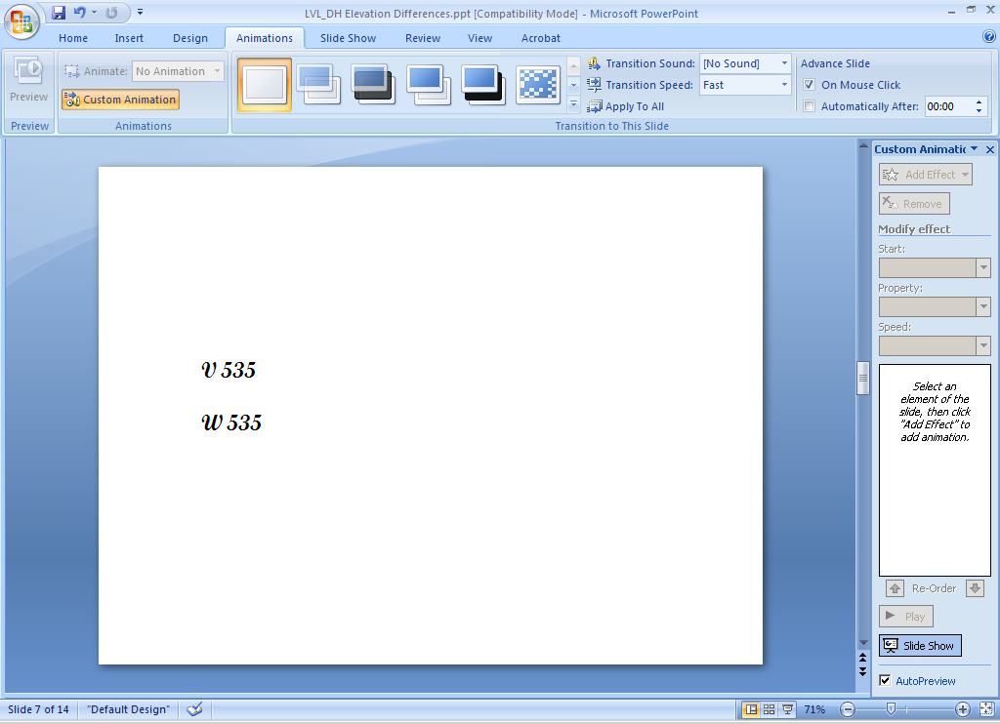 LVL_DH Elevation Differences.ppt [Compatibility Mode] - Microsoft PowerPoint
Home Insert Design Animations Slide Show Review View Acrobat
Preview
Preview
Animate: No Animation
Custom Animation
Animations
Transition Sound: [No Sound]
Transition Speed: Fast
Apply To All
Transition to This Slide
Advance Slide
On Mouse Click
Automatically After: 00:00
V 535
W 535
Custom Animatic
Add Effect
Remove
Modify effect
Start:
Property:
Speed:
Select an
element of the
slide, then click
"Add Effect" to
add animation.
Re-Order
Play
Slide Show
AutoPreview
Slide 7 of 14 "Default Design" 71%